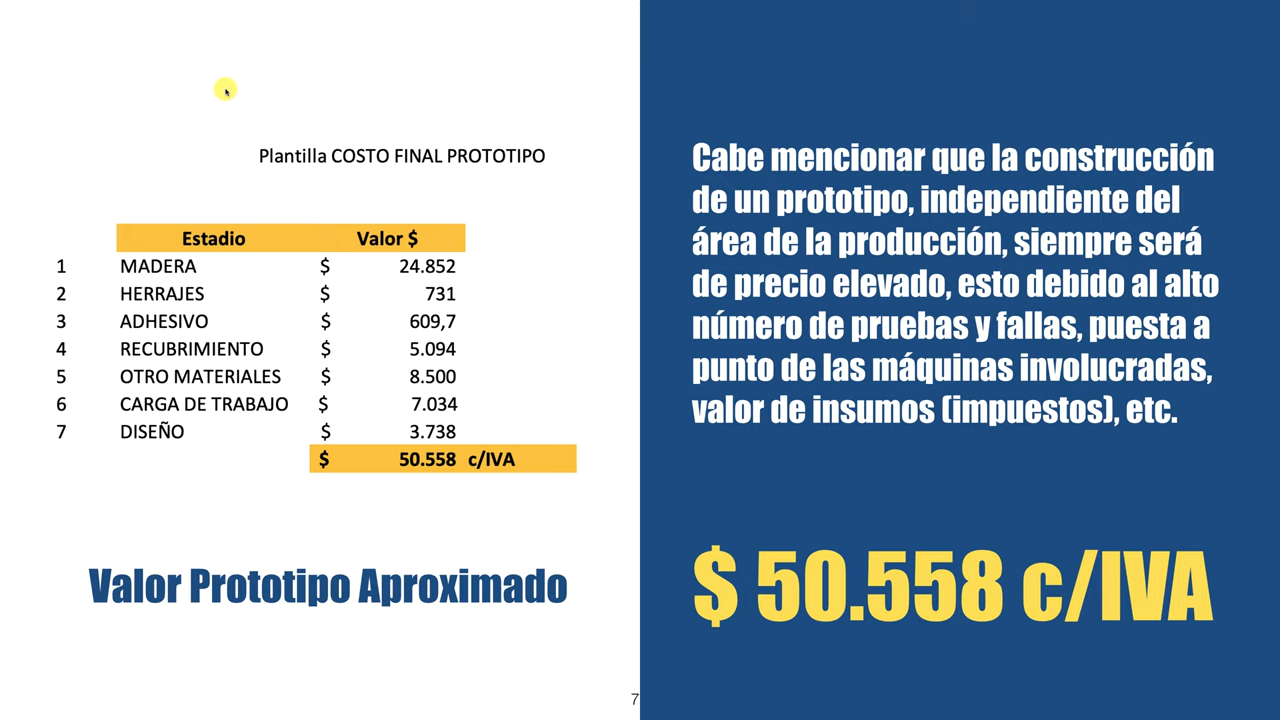 Plantilla COSTO FINAL PROTOTIPO
Estadio Valor $
1 MADERA $ 24.852
2 HERRAJES $ 731
3 ADHESIVO $ 609,7
4 RECUBRIMIENTO $ 5.094
5 OTRO MATERIALES $ 8.500
6 CARGA DE TRABAJO $ 7.034
7 DISEÑO $ 3.738
$ 50.558 c/IVA
Valor Prototipo Aproximado
Cabe mencionar que la construcción
de un prototipo, independiente del
área de la producción, siempre será
de precio elevado, esto debido al alto
número de pruebas y fallas, puesta a
punto de las máquinas involucradas,
valor de insumos (impuestos), etc.
$ 50.558 c/IVA
7